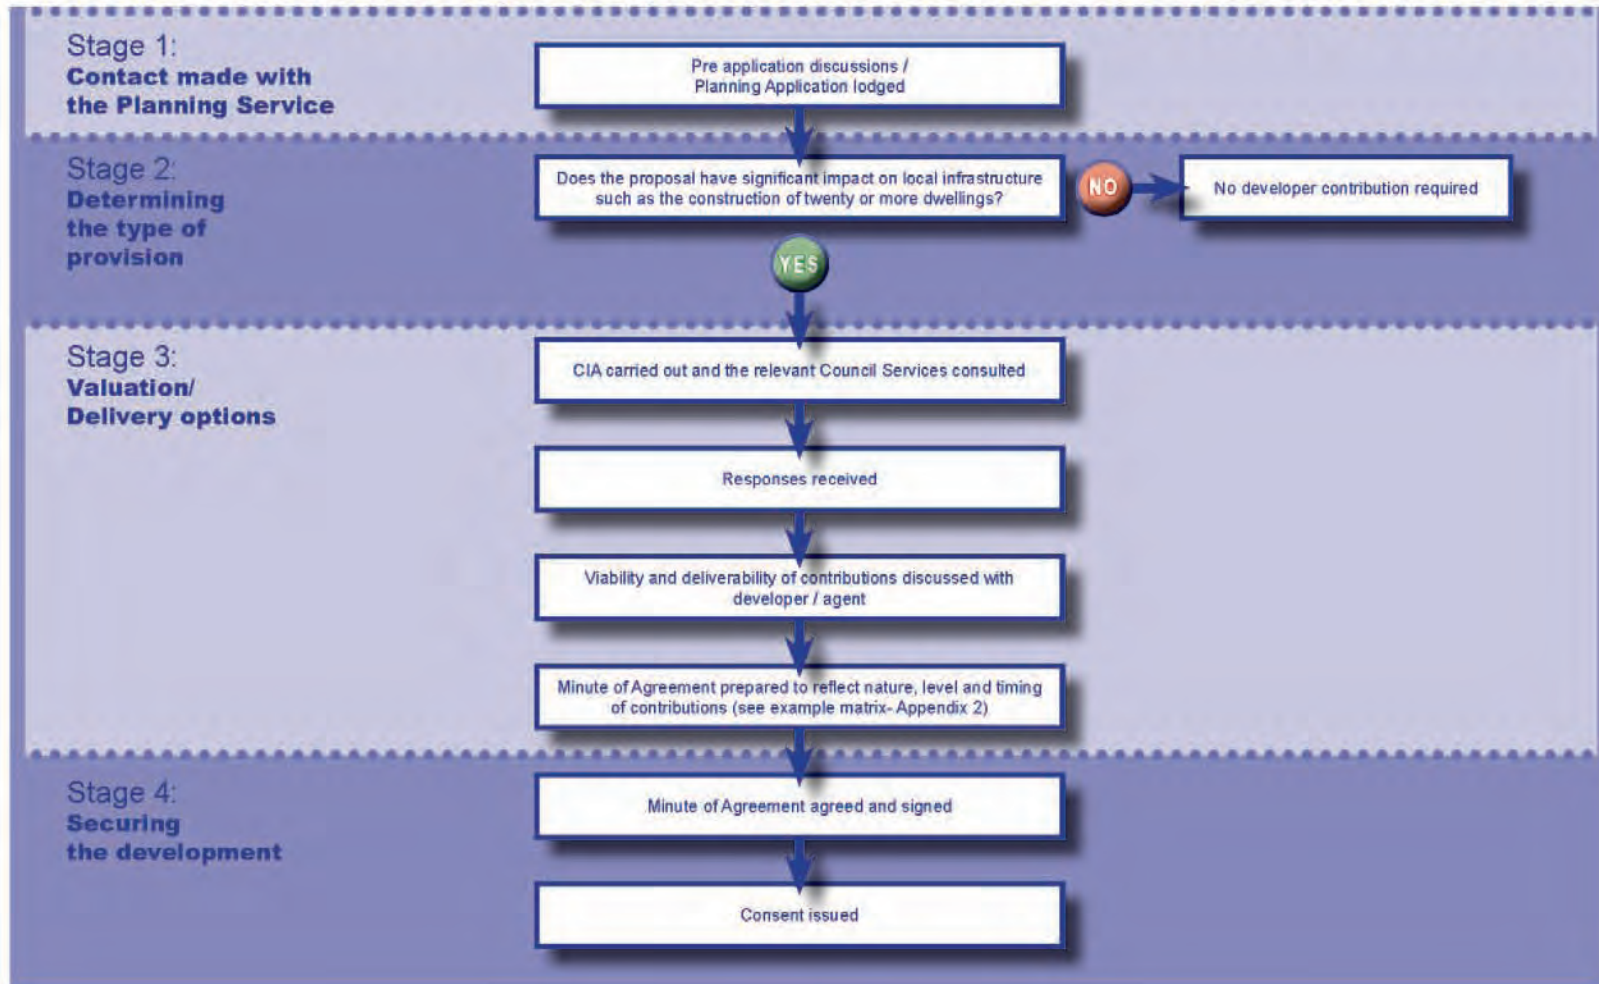 Stage 1:
Contact made with
the Planning Service
Pre application discussions /
Planning Application lodged
Stage 2:
Determining
the type of
provision
Does the proposal have significant impact on local infrastructure
such as the construction of twenty or more dwellings?
NO
No developer contribution required
YES
Stage 3:
Valuation/
Delivery options
CIA carried out and the relevant Council Services consulted
Responses received
Viability and deliverability of contributions discussed with
developer / agent
Minute of Agreement prepared to reflect nature, level and timing
of contributions (see example matrix- Appendix 2)
Stage 4:
Securing
the development
Minute of Agreement agreed and signed
Consent issued